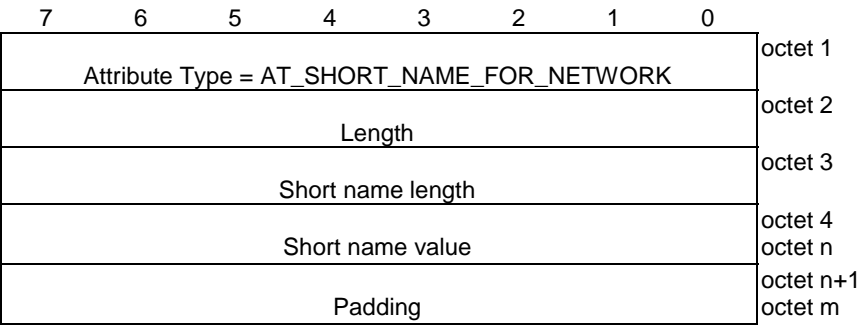 7 6 5 4 3 2 1 0
octet 1
Attribute Type = AT_SHORT_NAME_FOR_NETWORK
octet 2
Length
octet 3
Short name length
octet 4
Short name value octet n
octet n+1
Padding octet m